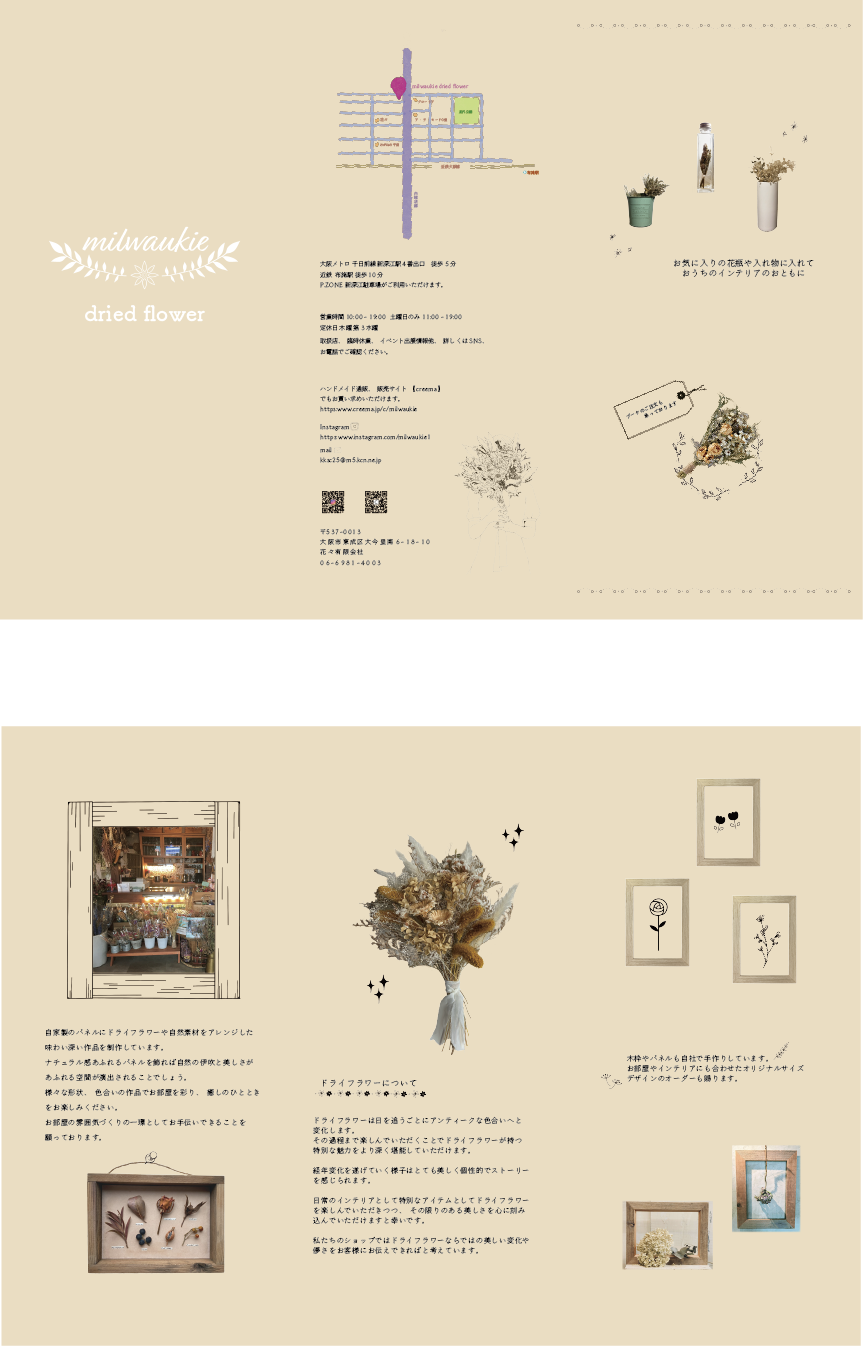 milwaukie
dried flower
milwaukie dried flower
大阪メトロ 千日前線 新深江駅4番出口　徒歩 5 分
近鉄 布施駅 徒歩 10 分
P.ZONE 新深江駐車場がご利用いただけます。
営業時間 10:00 - 19:00 土曜日のみ 11:00 - 19:00
定休日 木曜 第 3 水曜
取扱店、 臨時休業、 イベント出展情報他、 詳しくは SNS、
お電話でご確認ください。
ハンドメイド通販、 販売サイト 【creema】
でもお買い求めいただけます。
https:www.creema.jp/c/milwaukie
Instagram
https:www.instagram.com/milwaukie1
mail
kksc25@m5.kcn.ne.jp
〒537-0013
大阪市東成区大今里南 6-18-10
花々有限会社
06-6981-4003
お気に入りの花瓶や入れ物に入れて
おうちのインテリアのおともに
ブーケのご注文も
承っております
自家製のパネルにドライフラワーや自然素材をアレンジした
味わい深い作品を制作しています。
ナチュラル感あふれるパネルを飾れば自然の伊吹と美しさが
あふれる空間が演出されることでしょう。
様々な形状、 色合いの作品でお部屋を彩り、 癒しのひととき
をお楽しみください。
お部屋の雰囲気づくりの一環としてお手伝いできることを
願っております。
ドライフラワーについて
ドライフラワーは日を追うごとにアンティークな色合いへと
変化します。
その過程まで楽しんでいただくことでドライフラワーが持つ
特別な魅力をより深く堪能していただけます。
経年変化を遂げていく様子はとても美しく個性的でストーリー
を感じられます。
日常のインテリアとして特別なアイテムとしてドライフラワー
を楽しんでいただきつつ、 その限りのある美しさを心に刻み
込んでいただけますと幸いです。
私たちのショップではドライフラワーならではの美しい変化や
儚さをお客様にお伝えできればと考えています。
木枠やパネルも自社で手作りしています。
お部屋やインテリアにも合わせたオリジナルサイズ
デザインのオーダーも賜ります。